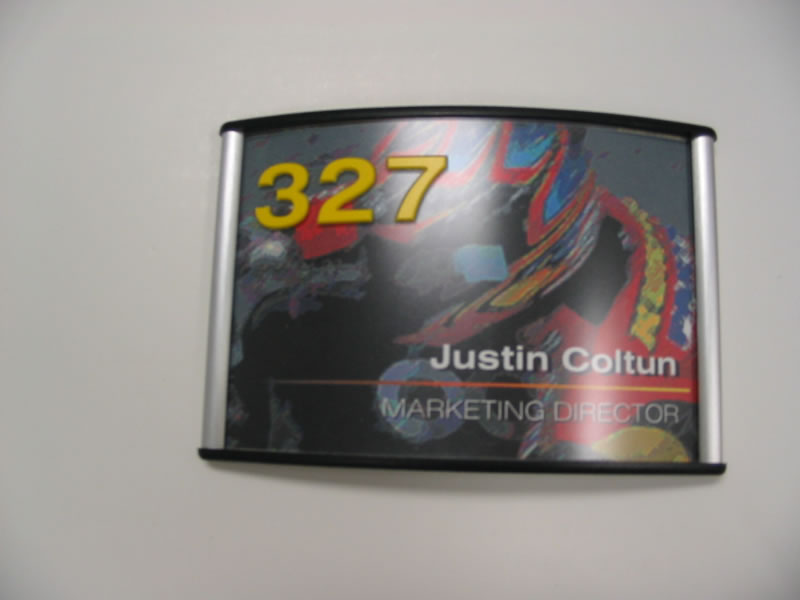 327
Justin Coltun
MARKETING DIRECTOR